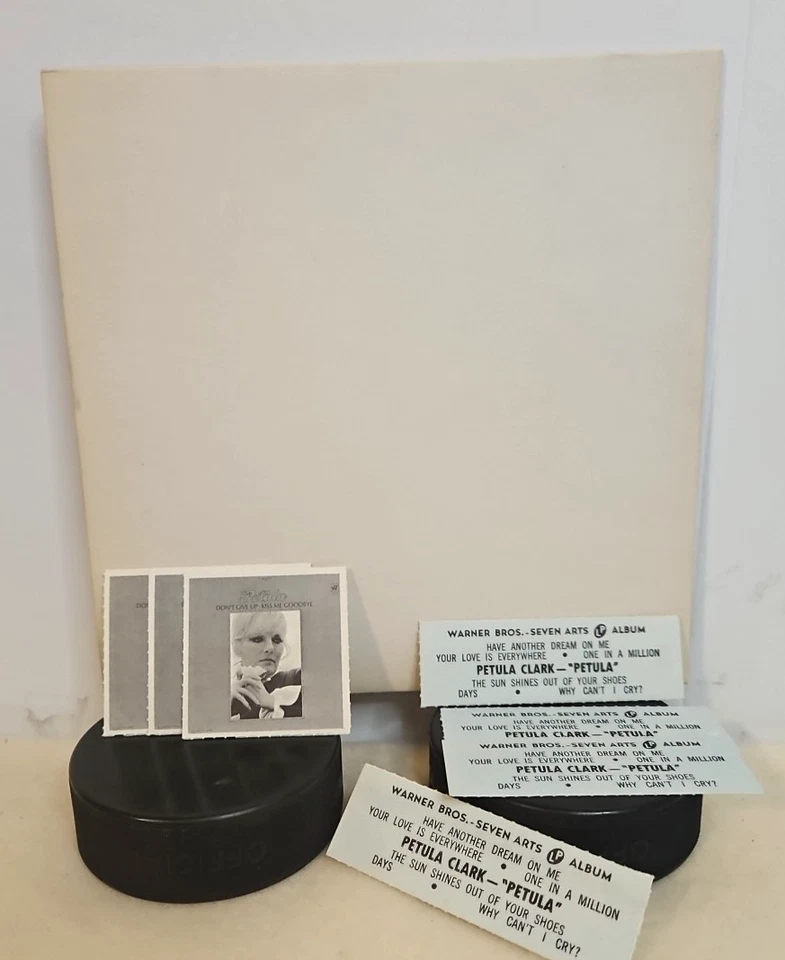 Petula
DON'T GIVE UP · KISS ME GOODBYE
DO
WARNER BROS.-SEVEN ARTS LP ALBUM
HAVE ANOTHER DREAM ON ME
YOUR LOVE IS EVERYWHERE • ONE IN A MILLION
PETULA CLARK—"PETULA"
THE SUN SHINES OUT OF YOUR SHOES
DAYS • WHY CAN'T I CRY?
WARNER BROS.-SEVEN ARTS LP ALBUM
HAVE ANOTHER DREAM ON ME
YOUR LOVE IS EVERYWHERE • ONE IN A MILLION
PETULA CLARK—"PETULA"
WARNER BROS.-SEVEN ARTS LP ALBUM
HAVE ANOTHER DREAM ON ME
YOUR LOVE IS EVERYWHERE • ONE IN A MILLION
PETULA CLARK—"PETULA"
THE SUN SHINES OUT OF YOUR SHOES
DAYS • WHY CAN'T I CRY?
WARNER BROS.-SEVEN ARTS LP ALBUM
HAVE ANOTHER DREAM ON ME
YOUR LOVE IS EVERYWHERE • ONE IN A MILLION
PETULA CLARK—"PETULA"
THE SUN SHINES OUT OF YOUR SHOES
DAYS • WHY CAN'T I CRY?